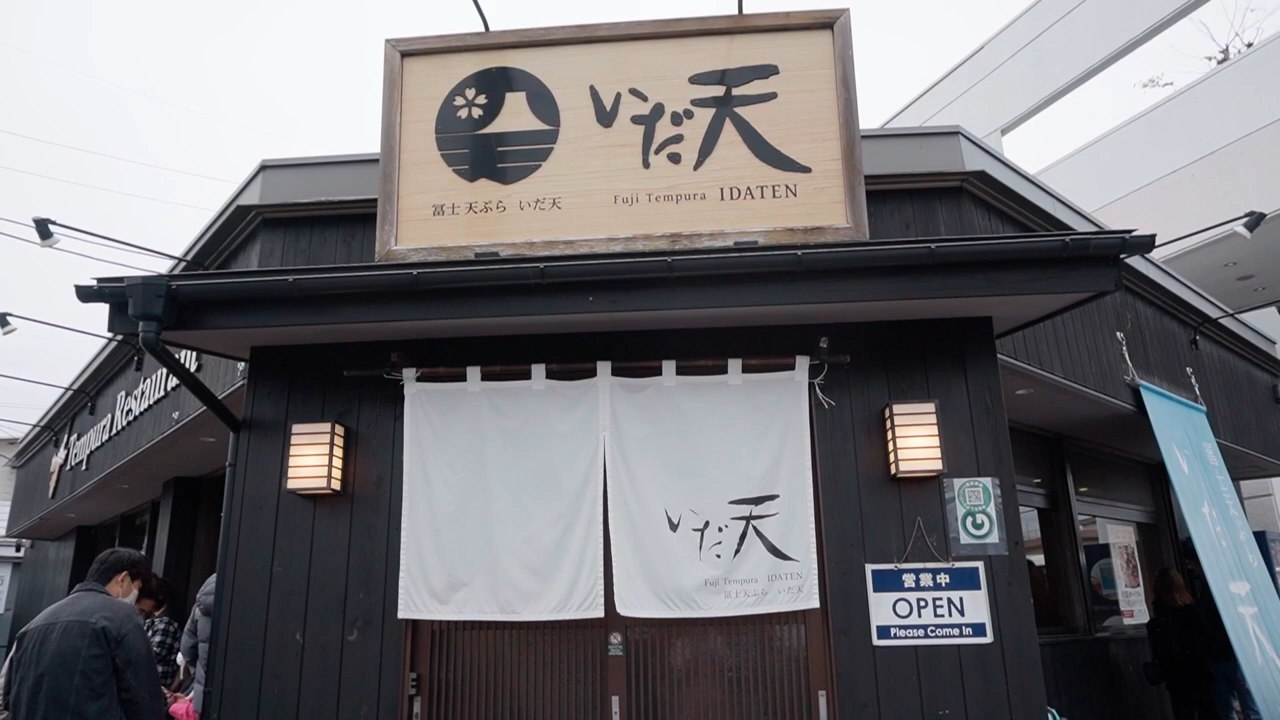 いだ天
冨士 天ぷら いだ天
Fuji Tempura IDATEN
Tempura Restaurant
いだ天
Fuji Tempura IDATEN
冨士天ぷら いだ天
営業中
OPEN
Please Come In